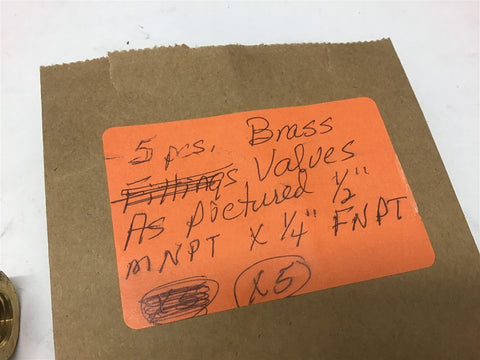 5 pcs. Brass
Fittings Valves
As pictured 1/2"
MNPT x 1/4" FNPT
x5